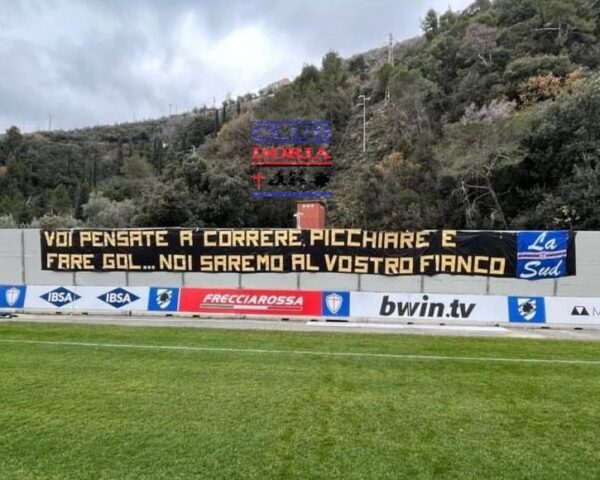 CLUB
DORIA
46
VOI PENSATE A CORRERE, PICCHIARE E
FARE GOL... NOI SAREMO AL VOSTRO FIANCO
La
Sud
IBSA
IBSA
FRECCIAROSSA
bwin.tv